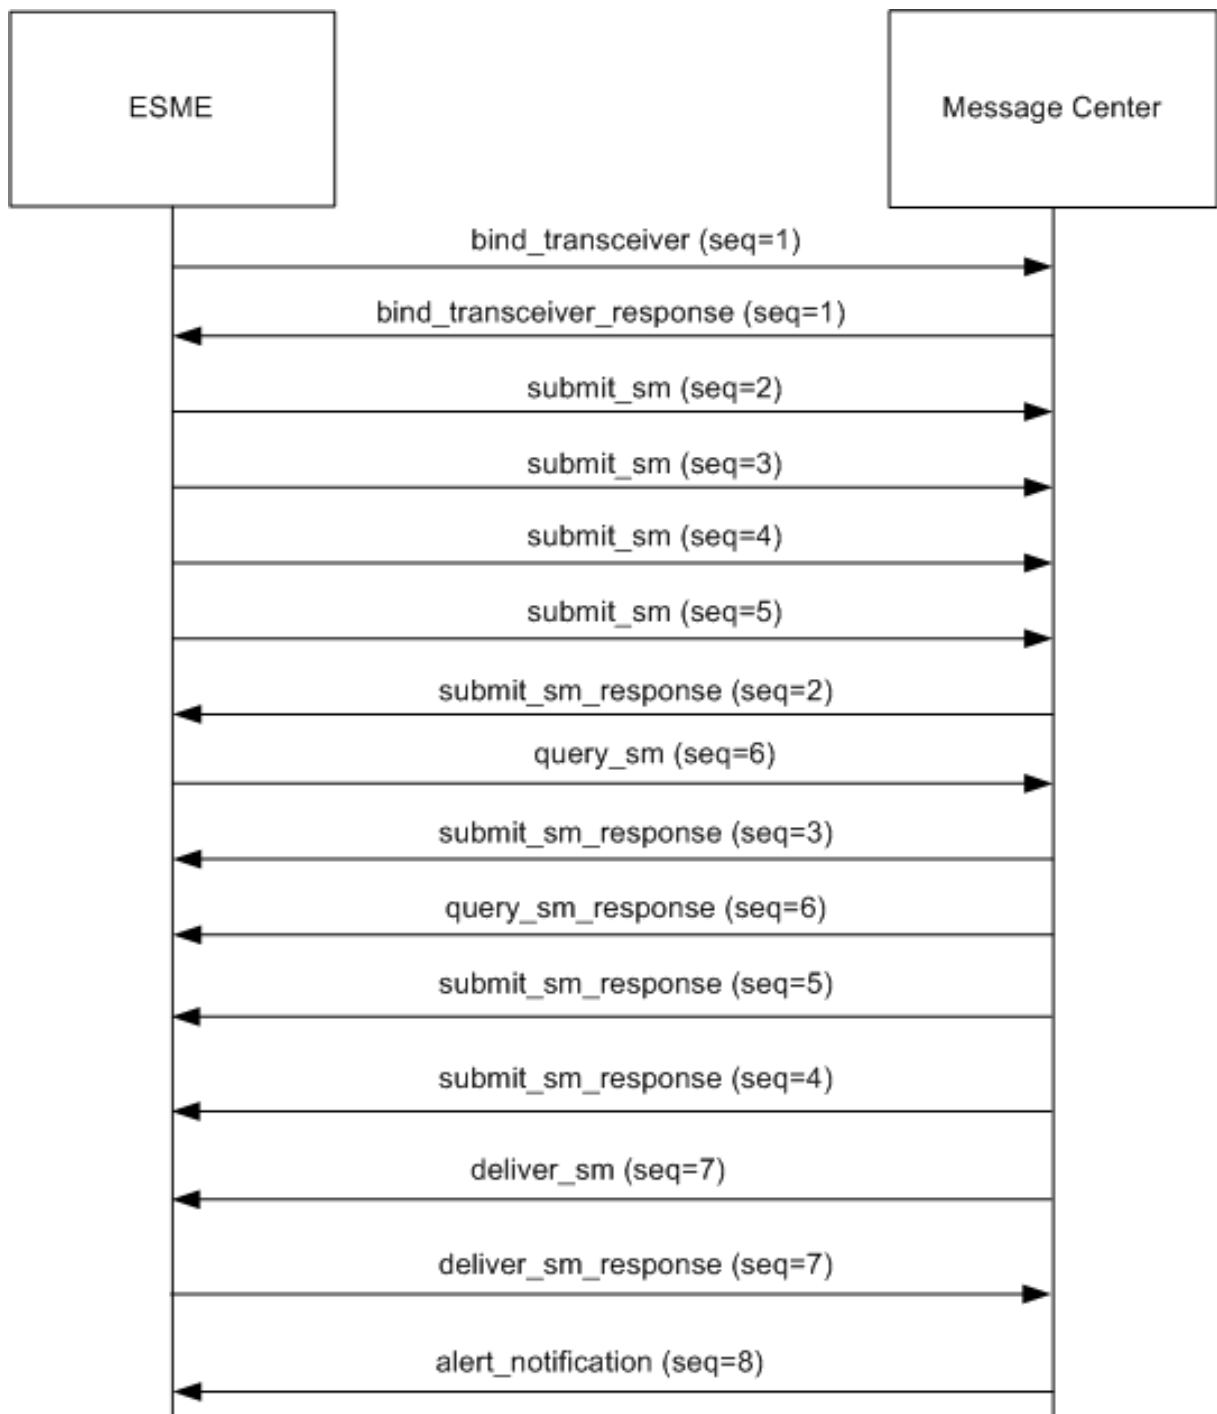 ESME
Message Center
bind_transceiver (seq=1)
bind_transceiver_response (seq=1)
submit_sm (seq=2)
submit_sm (seq=3)
submit_sm (seq=4)
submit_sm (seq=5)
submit_sm_response (seq=2)
query_sm (seq=6)
submit_sm_response (seq=3)
query_sm_response (seq=6)
submit_sm_response (seq=5)
submit_sm_response (seq=4)
deliver_sm (seq=7)
deliver_sm_response (seq=7)
alert_notification (seq=8)